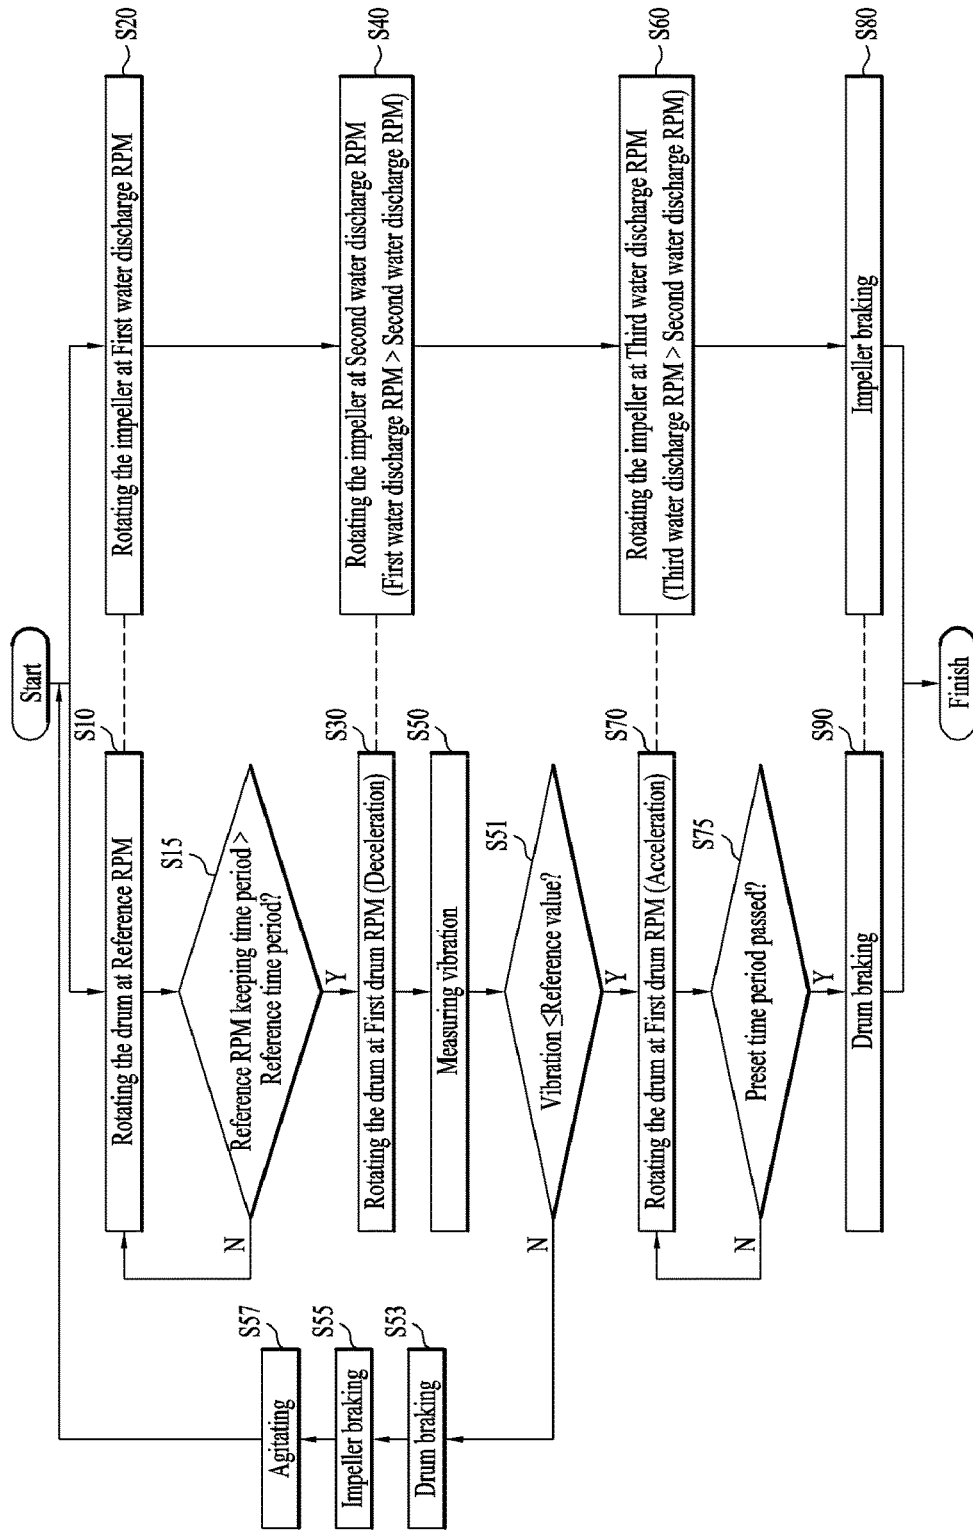 Start
S10
Rotating the drum at Reference RPM
S20
Rotating the impeller at First water discharge RPM
S15
Reference RPM keeping time period >
Reference time period?
N
Y
S30
Rotating the drum at First drum RPM (Deceleration)
S40
Rotating the impeller at Second water discharge RPM
(First water discharge RPM > Second water discharge RPM)
S50
Measuring vibration
S51
Vibration ≤Reference value?
N
Y
S57
Agitating
S55
Impeller braking
S53
Drum braking
S70
Rotating the drum at First drum RPM (Acceleration)
S60
Rotating the impeller at Third water discharge RPM
(Third water discharge RPM > Second water discharge RPM)
S75
Preset time period passed?
N
Y
S90
Drum braking
S80
Impeller braking
Finish